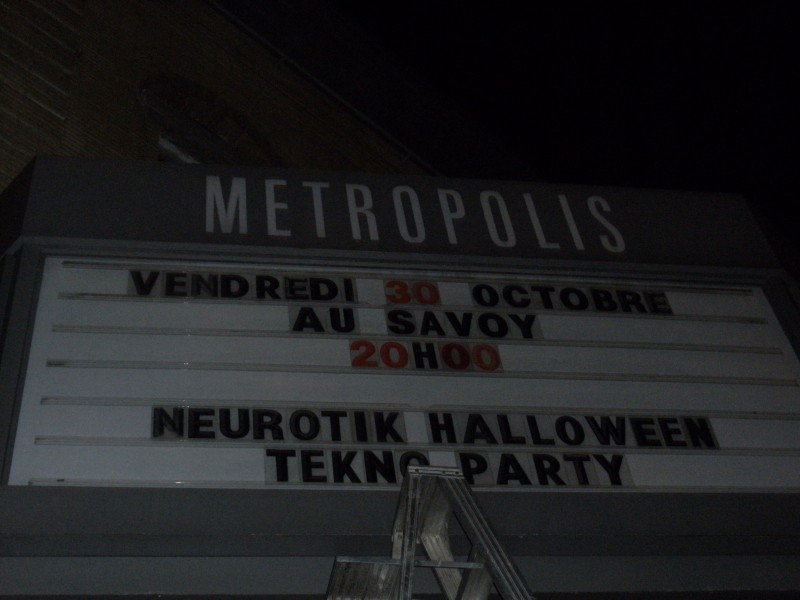 METROPOLIS
VENDREDI 30 OCTOBRE
AU SAVOY
20H00
NEUROTIK HALLOWEEN
TEKNO PARTY